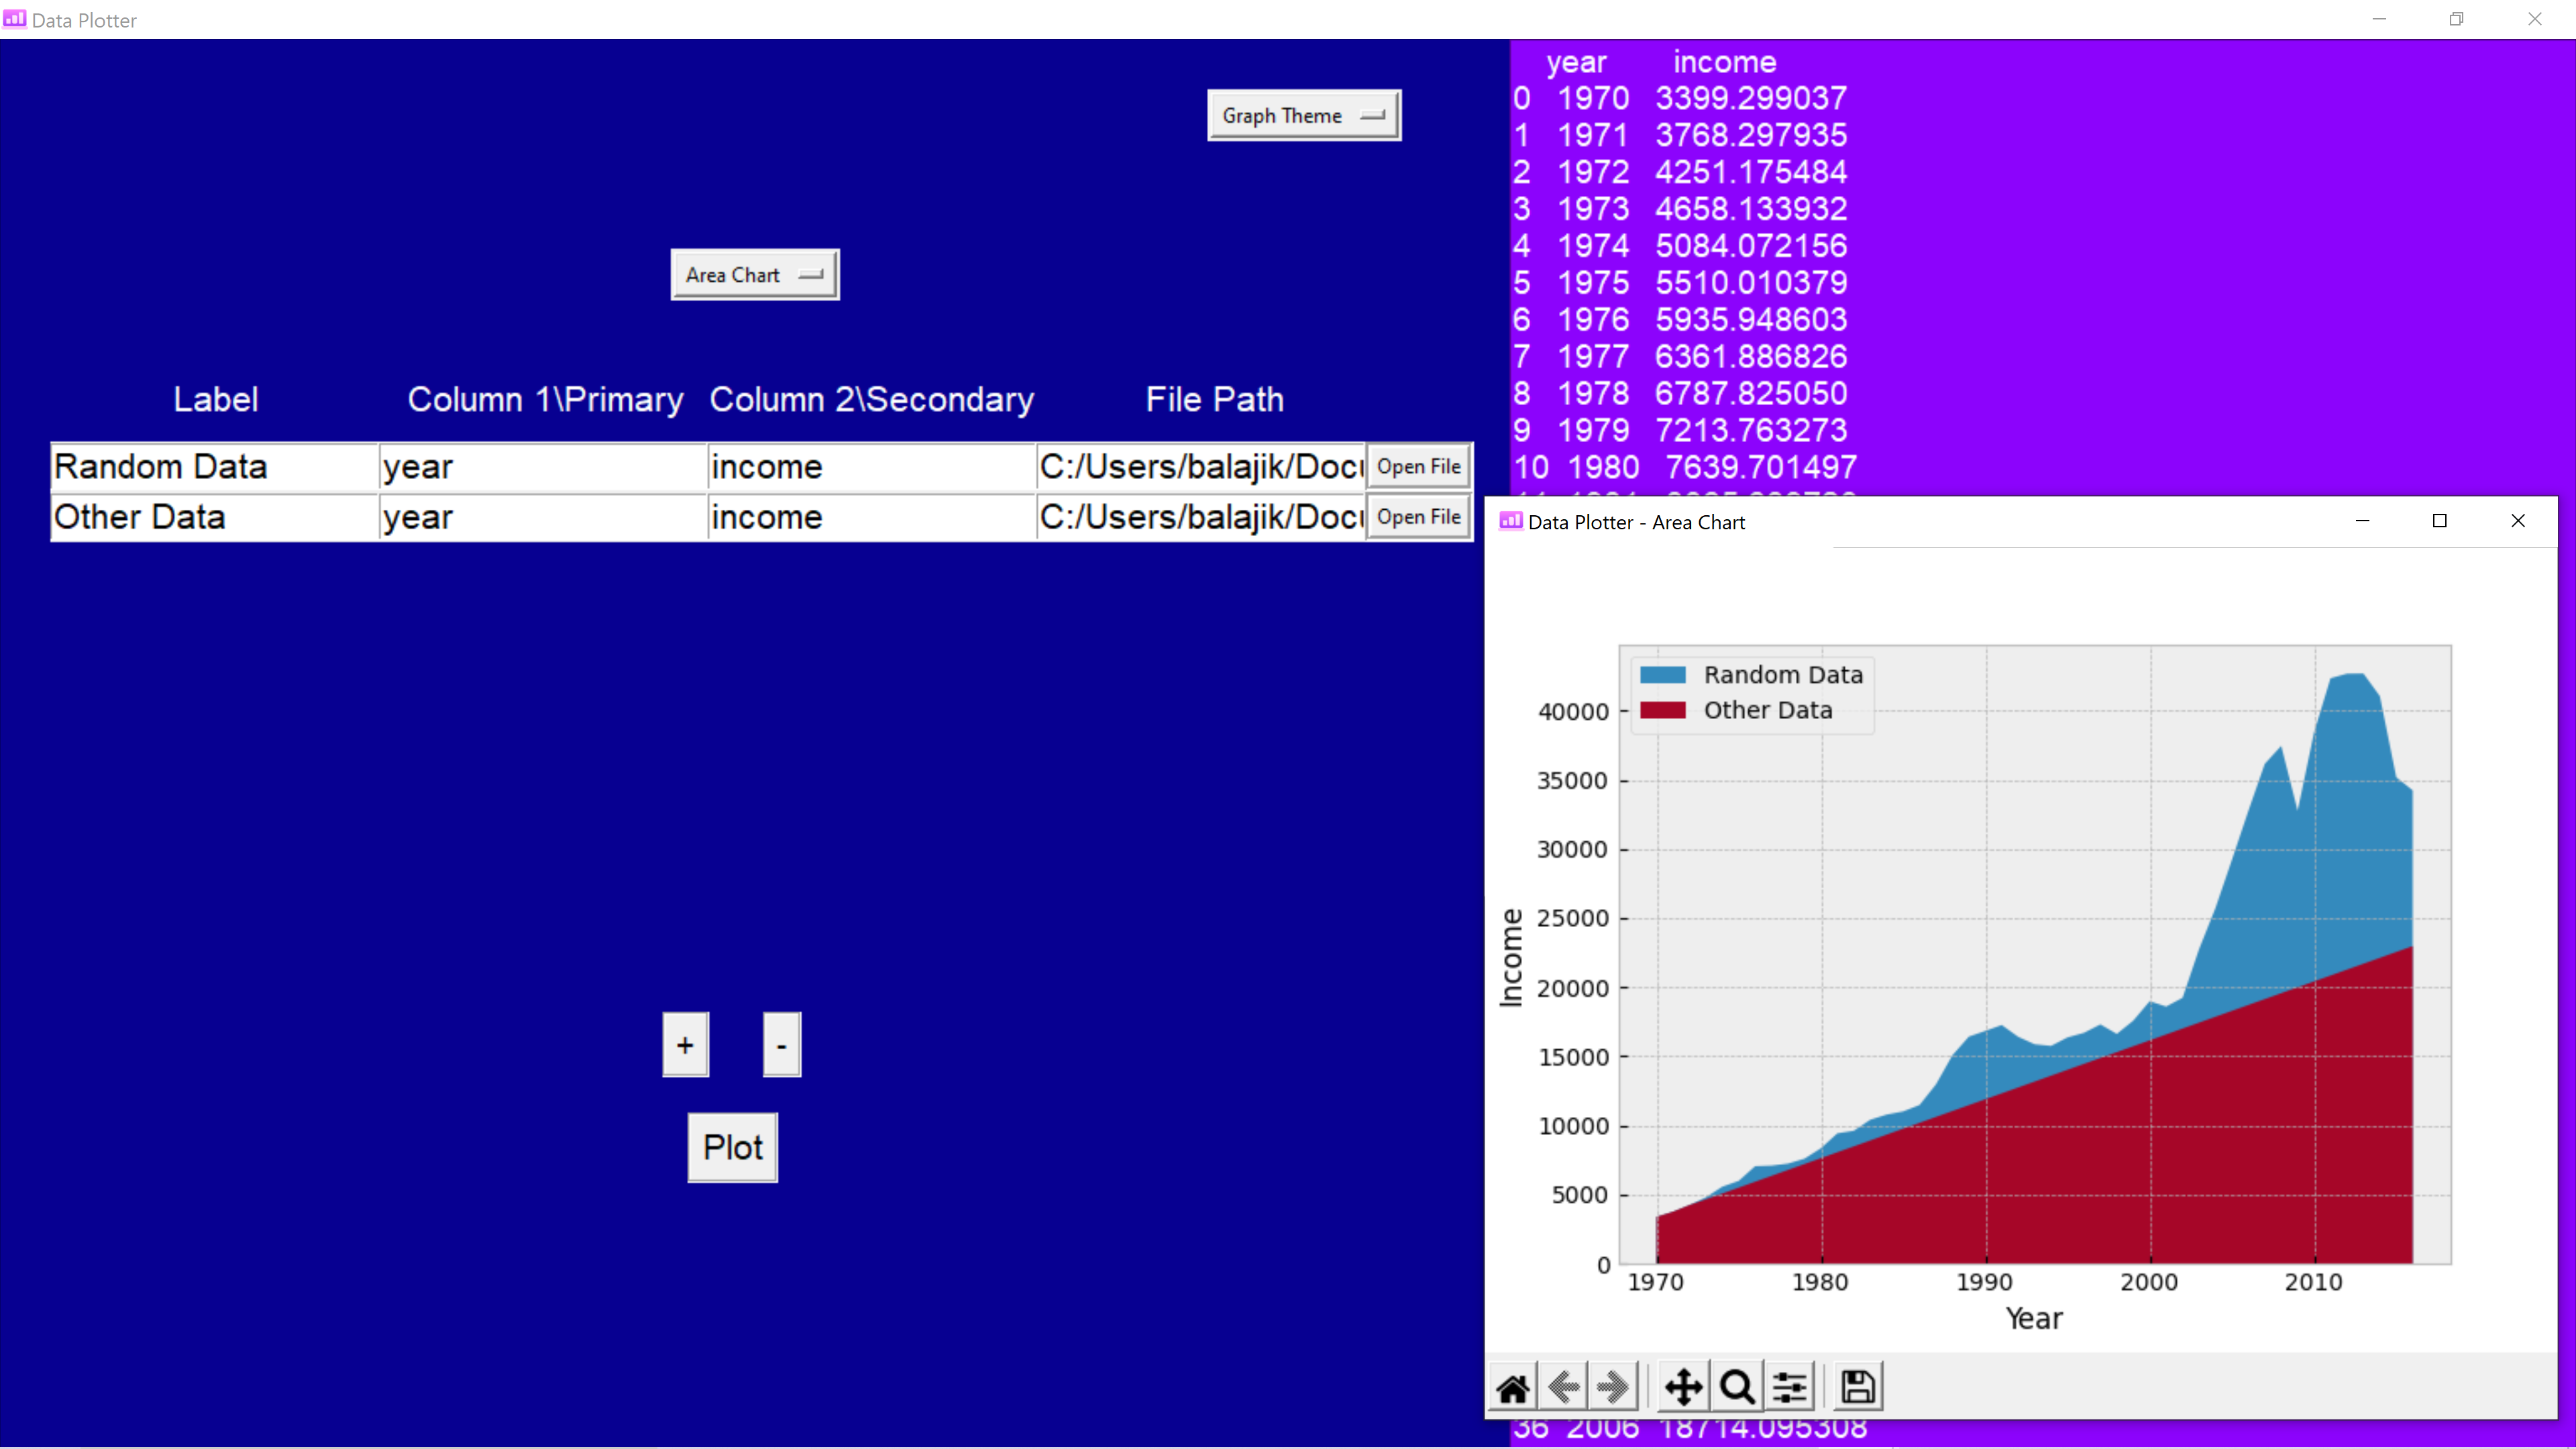 Data Plotter
Graph Theme
Area Chart
Label Column 1\Primary Column 2\Secondary File Path
Random Data year income C:/Users/balajik/Docu Open File
Other Data year income C:/Users/balajik/Docu Open File
+ -
Plot
year income
0 1970 3399.299037
1 1971 3768.297935
2 1972 4251.175484
3 1973 4658.133932
4 1974 5084.072156
5 1975 5510.010379
6 1976 5935.948603
7 1977 6361.886826
8 1978 6787.825050
9 1979 7213.763273
10 1980 7639.701497
Data Plotter - Area Chart
Random Data
Other Data
40000
35000
30000
25000
20000
15000
10000
5000
0
Income
1970 1980 1990 2000 2010
Year
36 2006 18714.095308